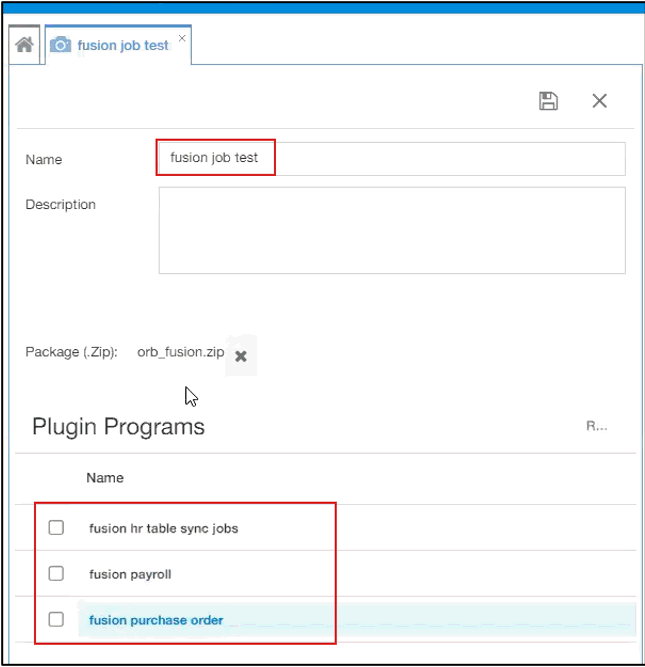 fusion job test
Name
fusion job test
Description
Package (.Zip): orb_fusion.zip
Plugin Programs
R...
Name
fusion hr table sync jobs
fusion payroll
fusion purchase order